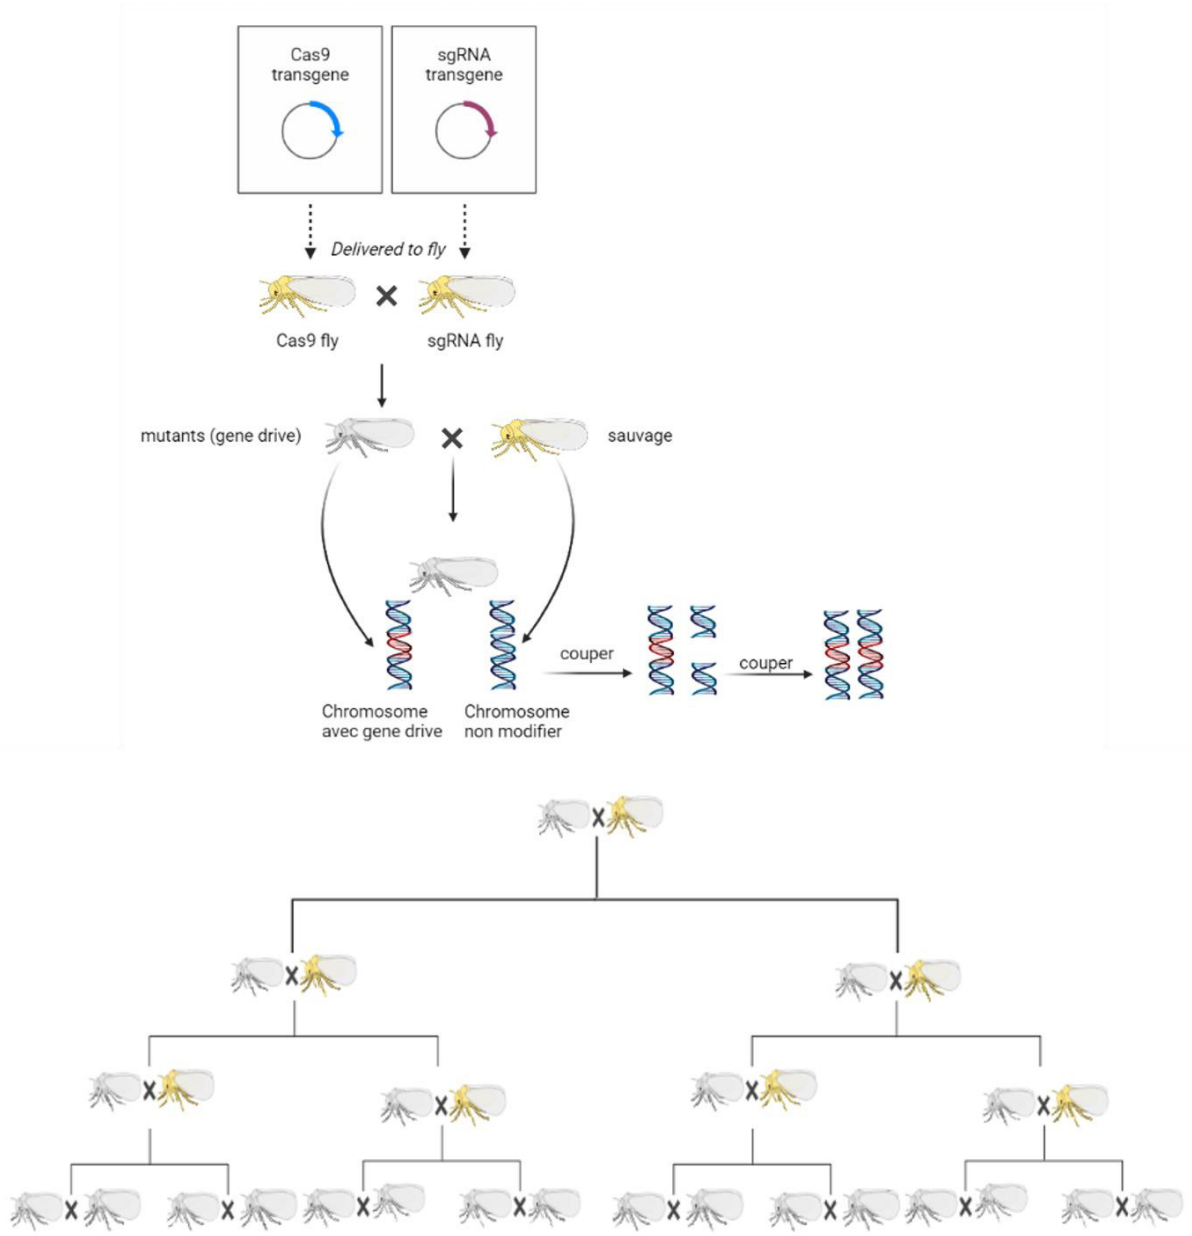 Cas9
transgene
sgRNA
transgene
Delivered to fly
Cas9 fly
sgRNA fly
mutants (gene drive)
sauvage
couper
couper
Chromosome
avec gene drive
Chromosome
non modifier